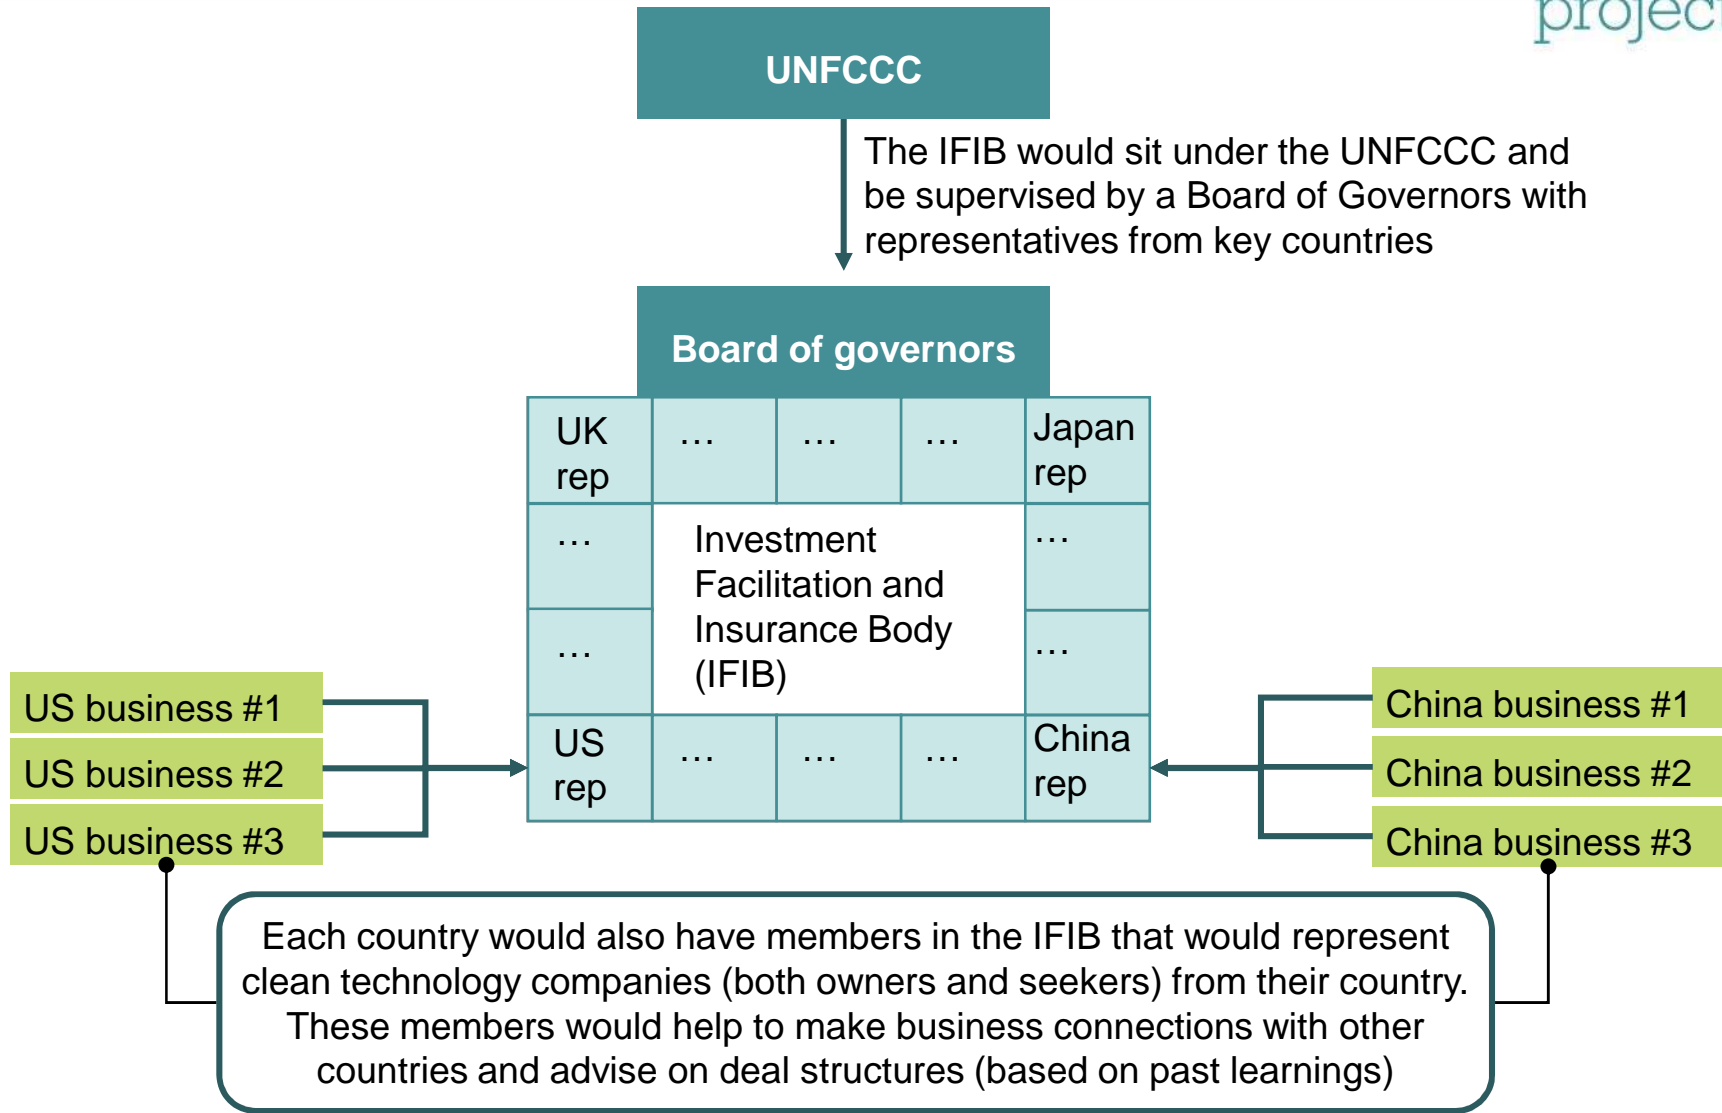 project
UNFCCC
The IFIB would sit under the UNFCCC and
be supervised by a Board of Governors with
representatives from key countries
Board of governors
UK
rep
…
…
…
Japan
rep
…
Investment
Facilitation and
Insurance Body
(IFIB)
…
…
…
US
rep
…
…
…
China
rep
US business #1
US business #2
US business #3
China business #1
China business #2
China business #3
Each country would also have members in the IFIB that would represent
clean technology companies (both owners and seekers) from their country.
These members would help to make business connections with other
countries and advise on deal structures (based on past learnings)